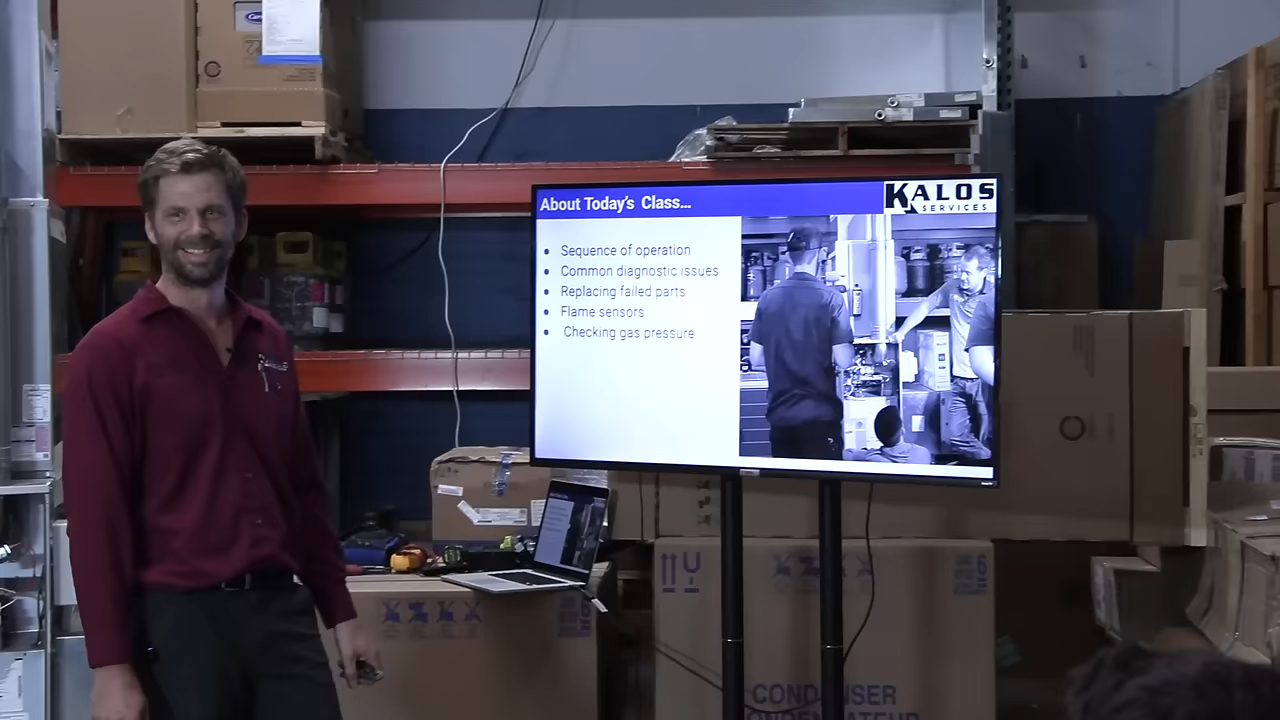 About Today's Class...
KALOS
SERVICES
● Sequence of operation
● Common diagnostic issues
● Replacing failed parts
● Flame sensors
● Checking gas pressure
CONDENSER